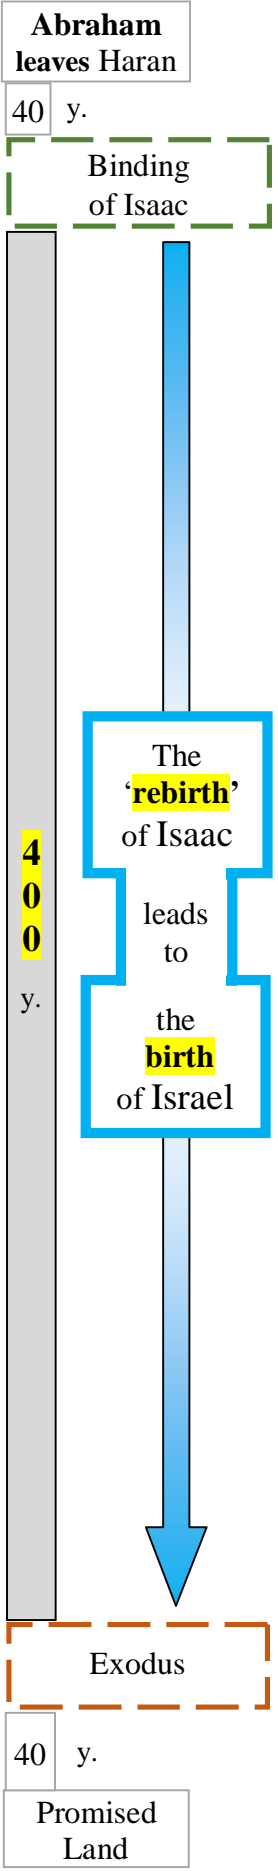 Abraham
leaves Haran
40 y.
Binding
of Isaac
4
0
0
y.
The
‘rebirth’
of Isaac
leads
to
the
birth
of Israel
Exodus
40 y.
Promised
Land